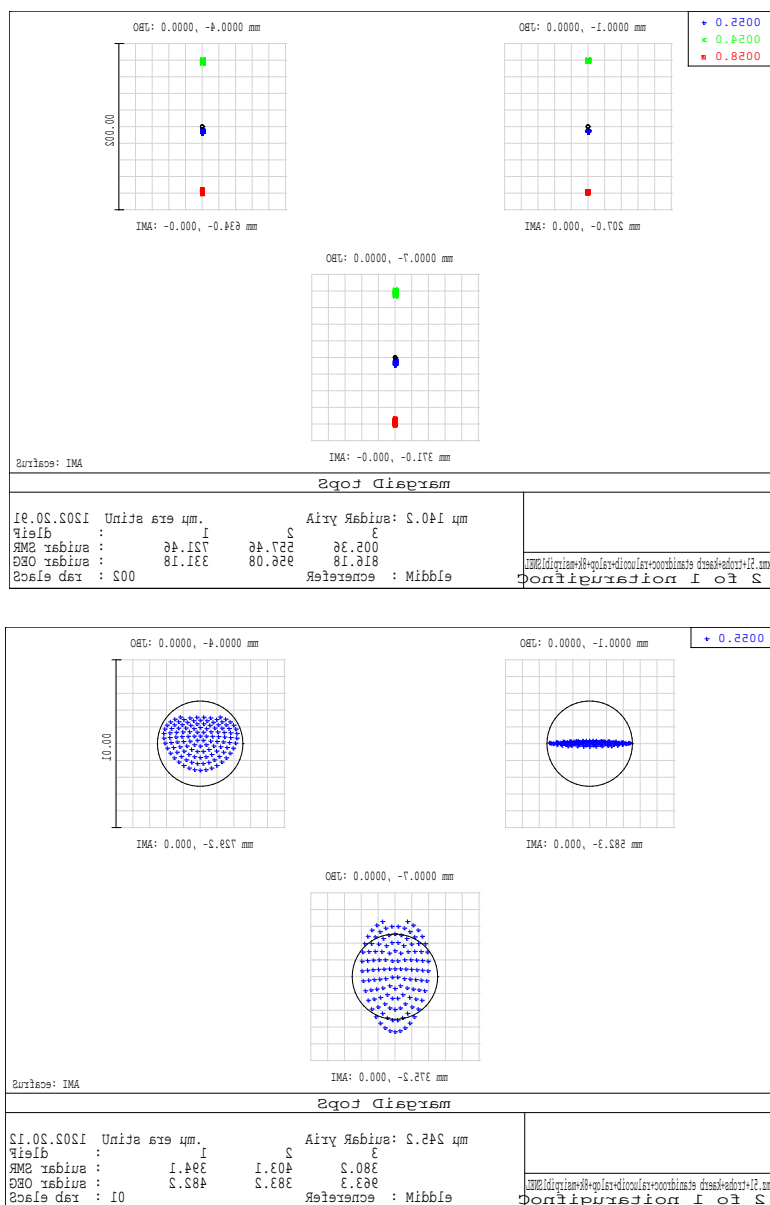 OBJ: 0.0000, -4.0000 mm
OBJ: 0.0000, -1.0000 mm
+ 0.5500
× 0.5400
0.5800
200.00
IMA: -0.000, -0.436 mm
IMA: 0.000, -0.702 mm
OBJ: 0.0000, -7.0000 mm
IMA: -0.000, -0.173 mm
Surface: IMA
Spot Diagram
19.02.2021 Units are µm. Airy Radius: 2.041 µm
Field : 1 2 3
RMS radius : 64.127 64.755 63.500
GEO radius : 81.133 80.659 81.618
Scale bar : 200 Reference : Middle
Configuration 1 of 2
OBJ: 0.0000, -4.0000 mm
OBJ: 0.0000, -1.0000 mm
+ 0.5500
10.00
IMA: 0.000, -2.927 mm
IMA: 0.000, -3.285 mm
OBJ: 0.0000, -7.0000 mm
IMA: 0.000, -2.573 mm
Surface: IMA
Spot Diagram
21.02.2021 Units are µm. Airy Radius: 2.542 µm
Field : 1 2 3
RMS radius : 1.493 1.304 2.083
GEO radius : 2.284 2.383 3.369
Scale bar : 10 Reference : Middle
Configuration 1 of 2